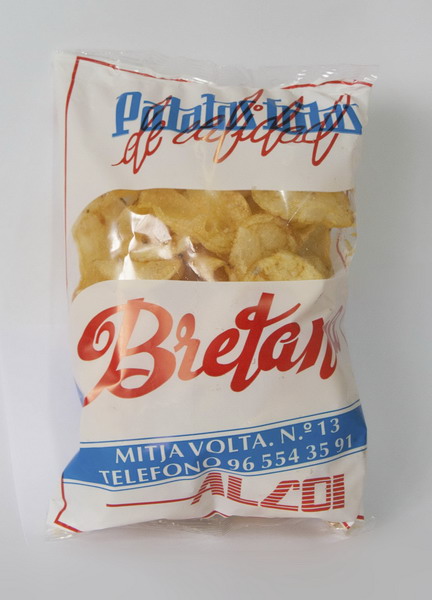 Patatas fritas
de calidad
Bretan
MITJA VOLTA. N.º 13
TELEFONO 96 554 35 91
ALCOI